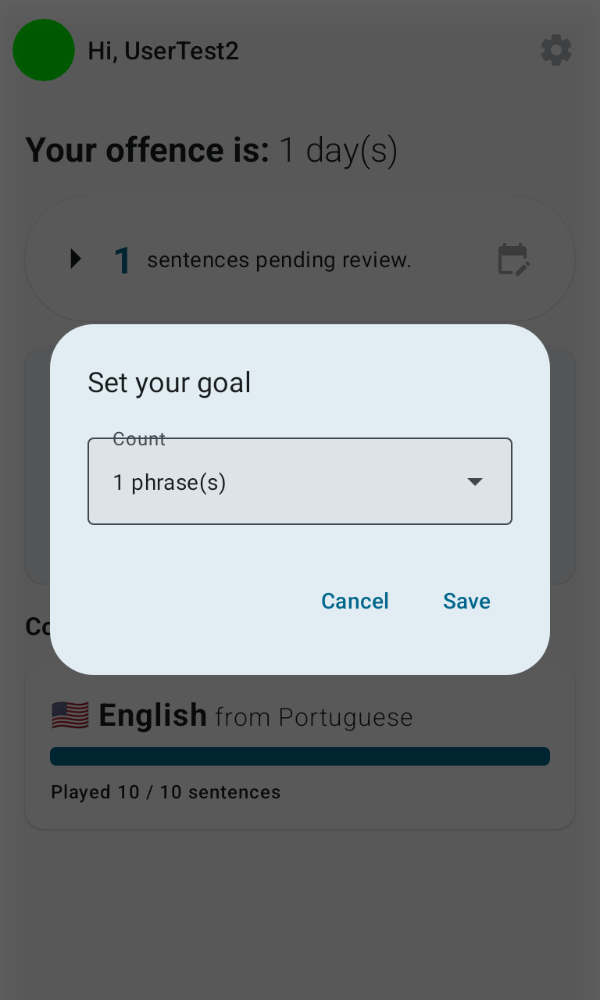 Hi, UserTest2
Your offence is: 1 day(s)
1 sentences pending review.
Set your goal
Count
1 phrase(s)
Cancel Save
English from Portuguese
Played 10 / 10 sentences